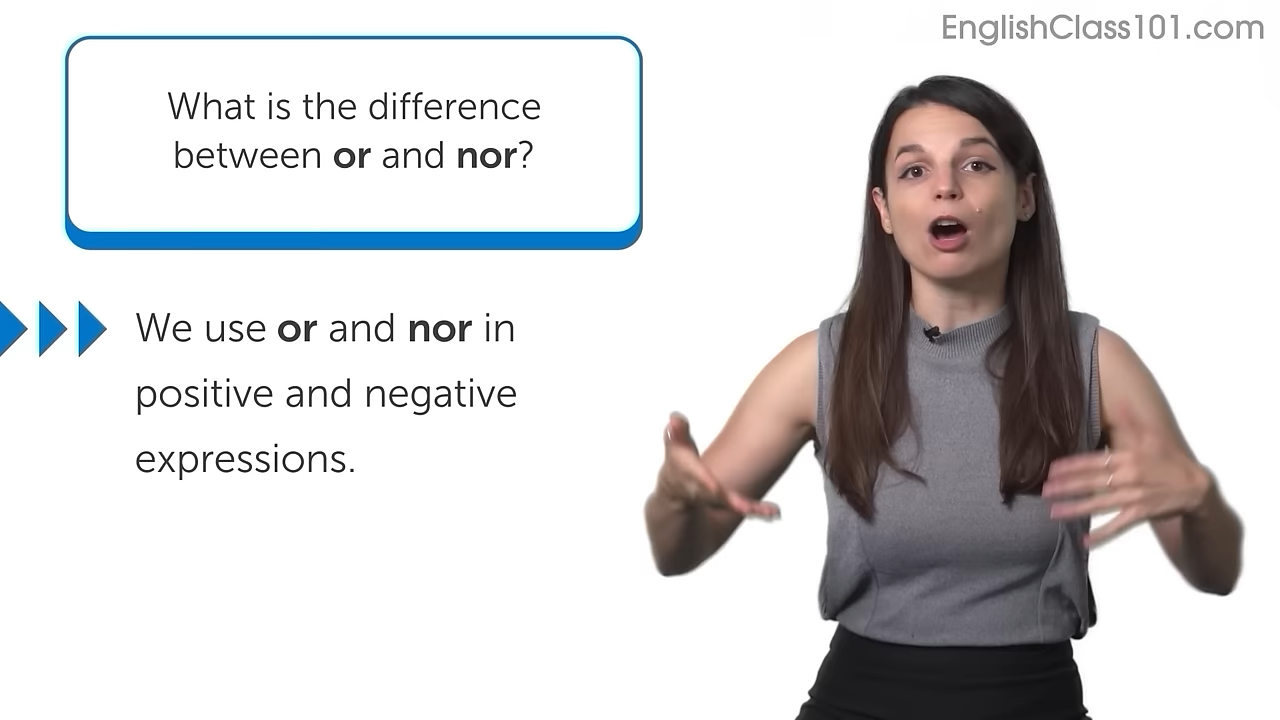 EnglishClass101.com
What is the difference
between or and nor?
We use or and nor in
positive and negative
expressions.